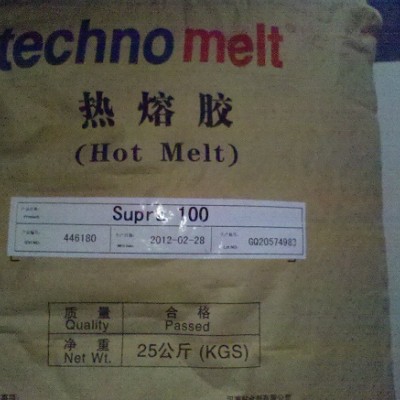 technomelt
热熔胶
(Hot Melt)
Supra 100
446180 2012-02-28 GQ20574983
质量 合格
Quality Passed
净重 25公斤 (KGS)
Net Wt.